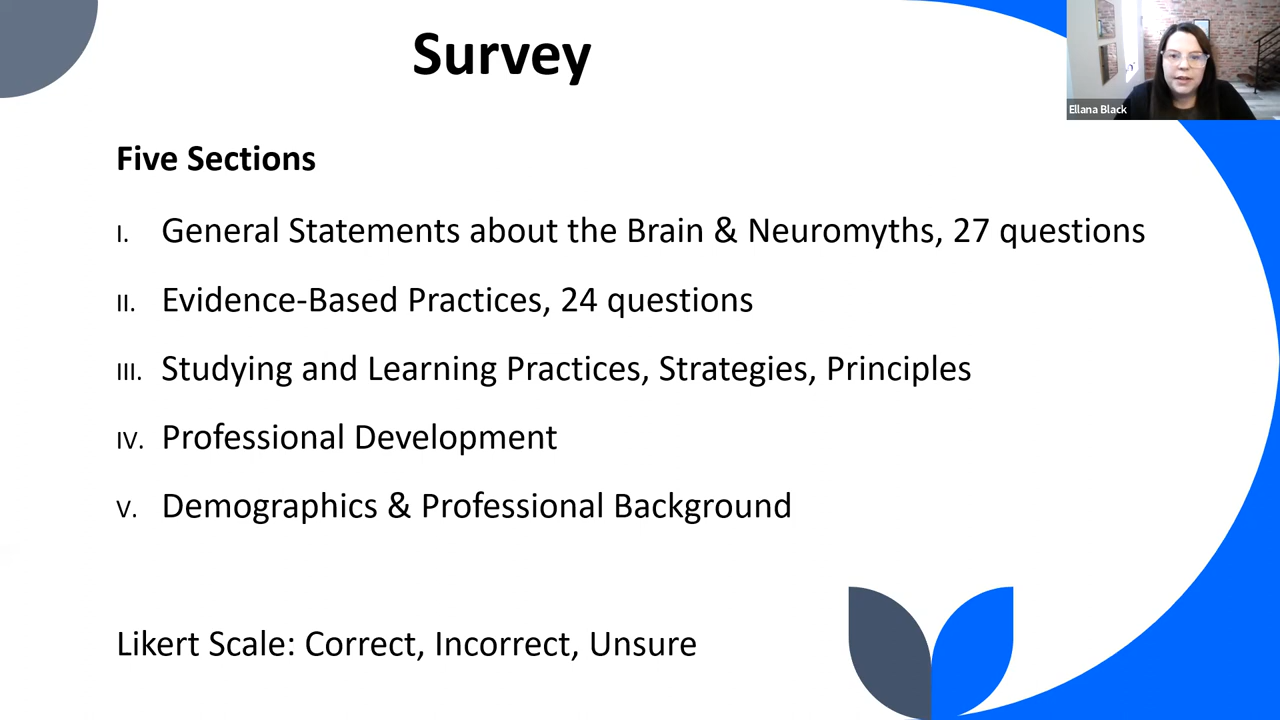 Survey
Ellana Black
Five Sections
I. General Statements about the Brain & Neuromyths, 27 questions
II. Evidence-Based Practices, 24 questions
III. Studying and Learning Practices, Strategies, Principles
IV. Professional Development
V. Demographics & Professional Background
Likert Scale: Correct, Incorrect, Unsure